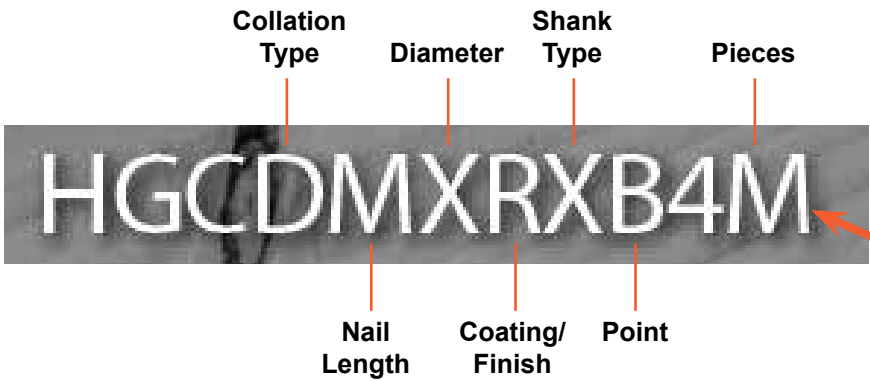 Collation Type
Diameter
Shank Type
Pieces
HGCDMXRXB4M
Nail Length
Coating/ Finish
Point